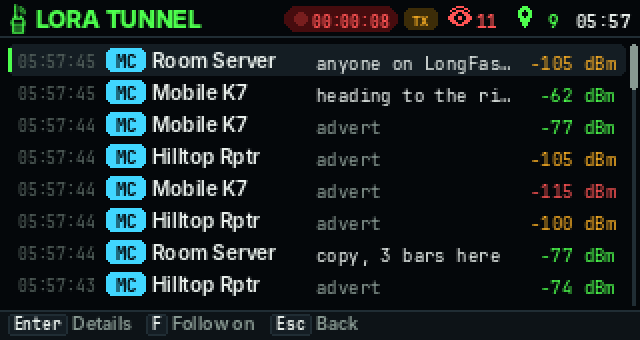 LORA TUNNEL 00:00:08 TX 11 9 05:57
05:57:45 MC Room Server anyone on LongFas… -105 dBm
05:57:45 MC Mobile K7 heading to the ri… -62 dBm
05:57:44 MC Mobile K7 advert -77 dBm
05:57:44 MC Hilltop Rptr advert -105 dBm
05:57:44 MC Mobile K7 advert -115 dBm
05:57:44 MC Hilltop Rptr advert -100 dBm
05:57:44 MC Room Server copy, 3 bars here -77 dBm
05:57:43 MC Hilltop Rptr advert -74 dBm
Enter Details F Follow on Esc Back